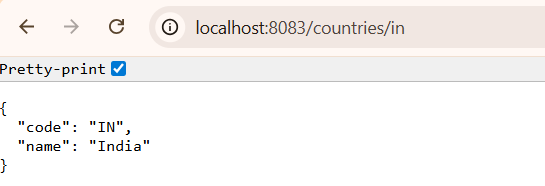 localhost:8083/countries/in
Pretty-print
{
  "code": "IN",
  "name": "India"
}